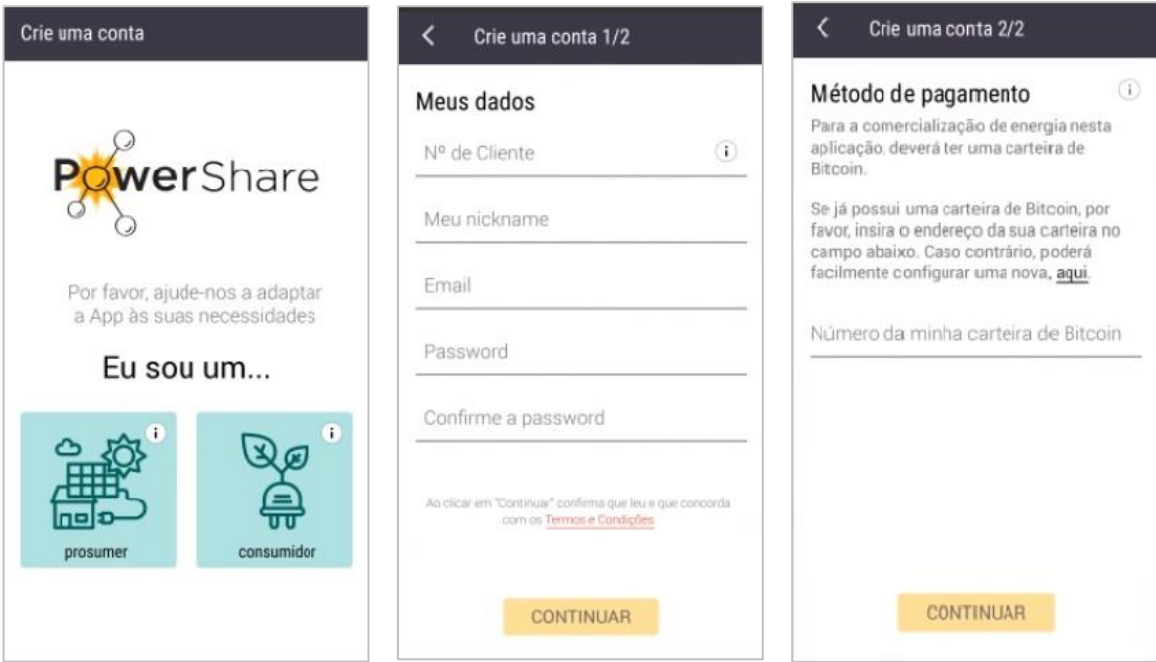 Crie uma conta
PowerShare
Por favor, ajude-nos a adaptar
a App às suas necessidades
Eu sou um...
i
i
prosumer
consumidor
Crie uma conta 1/2
Meus dados
Nº de Cliente
i
Meu nickname
Email
Password
Confirme a password
Ao clicar em "Continuar" confirma que leu e que concorda
com os Termos e Condições
CONTINUAR
Crie uma conta 2/2
Método de pagamento
i
Para a comercialização de energia nesta
aplicação, deverá ter uma carteira de
Bitcoin.
Se já possui uma carteira de Bitcoin, por
favor, insira o endereço da sua carteira no
campo abaixo. Caso contrário, poderá
facilmente configurar uma nova, aqui.
Número da minha carteira de Bitcoin
CONTINUAR